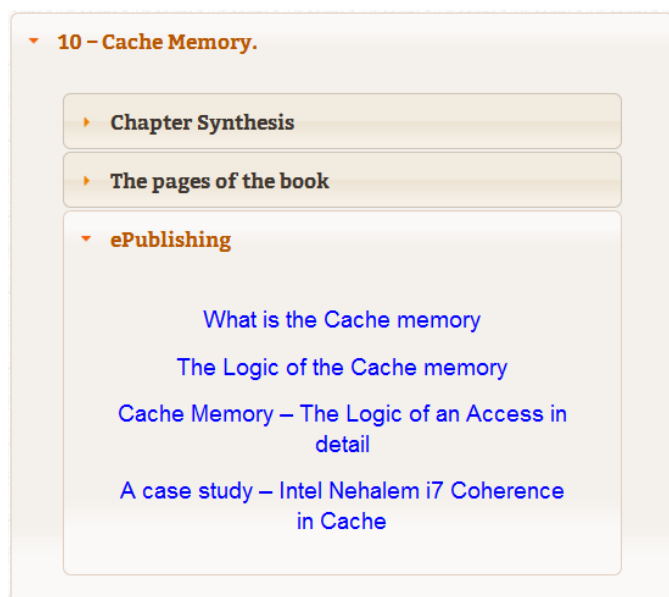 10 – Cache Memory.
Chapter Synthesis
The pages of the book
ePublishing
What is the Cache memory
The Logic of the Cache memory
Cache Memory – The Logic of an Access in
detail
A case study – Intel Nehalem i7 Coherence
in Cache